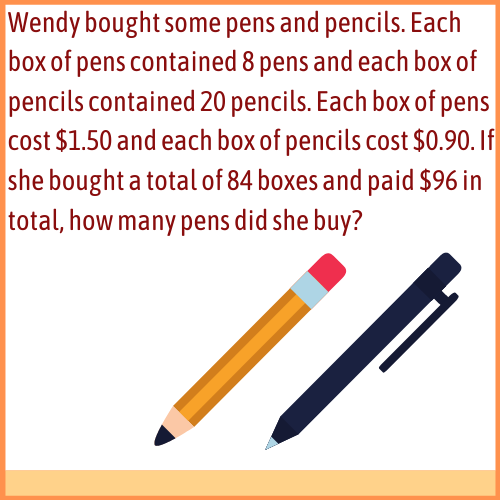 Wendy bought some pens and pencils. Each
box of pens contained 8 pens and each box of
pencils contained 20 pencils. Each box of pens
cost $1.50 and each box of pencils cost $0.90. If
she bought a total of 84 boxes and paid $96 in
total, how many pens did she buy?